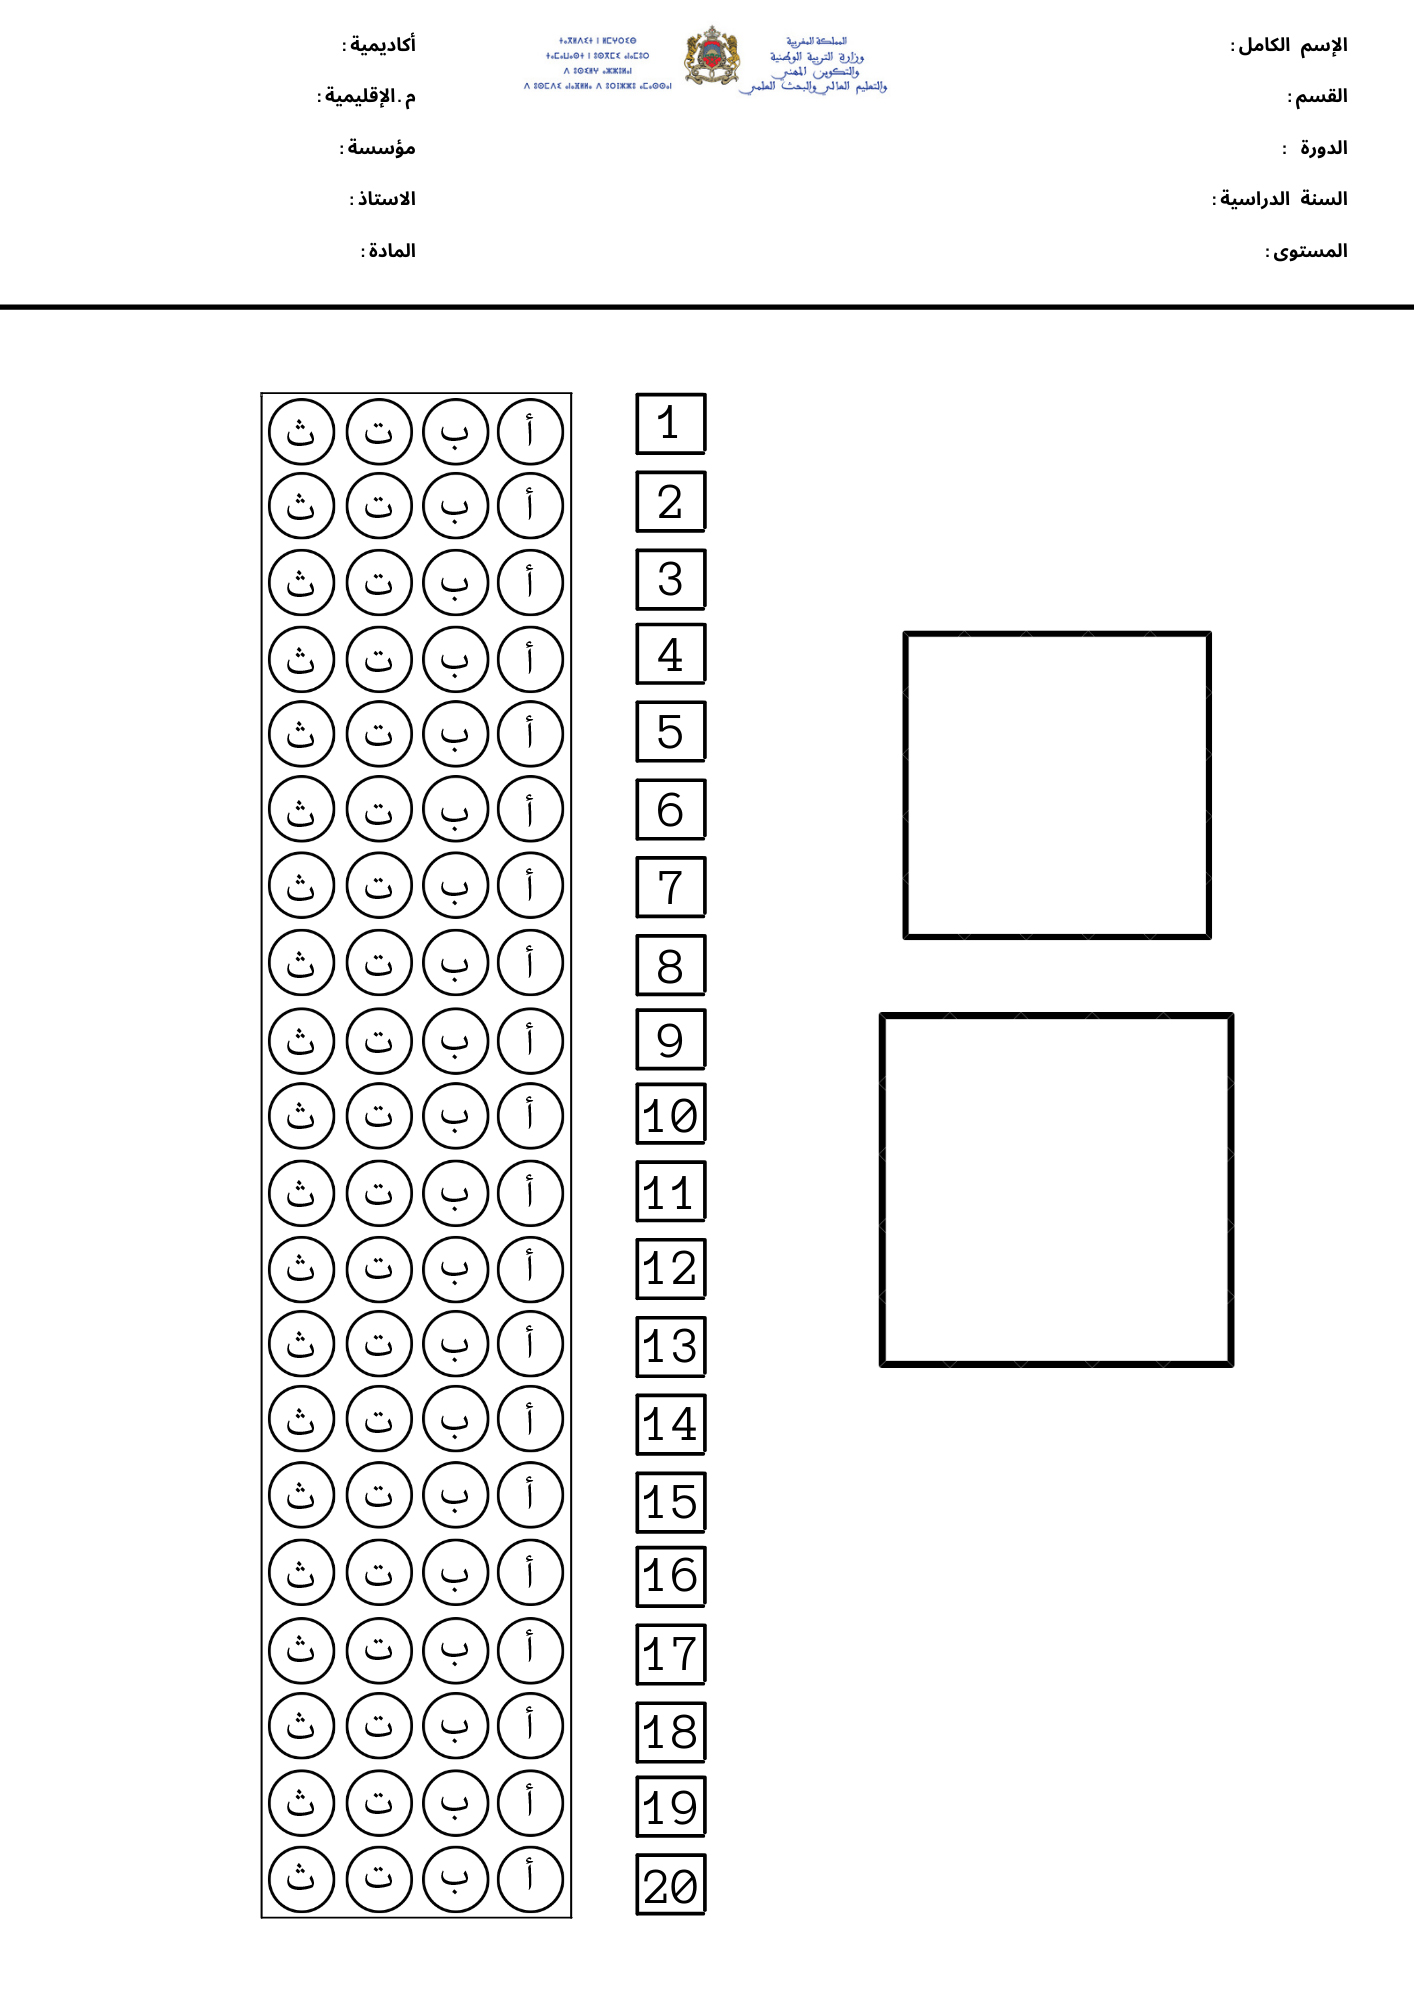 الإسم الكامل :
القسم :
الدورة :
السنة الدراسية :
المستوى :
المملكة المغربية
وزارة التربية الوطنية
والتكوين المهني
والتعليم العالي والبحث العلمي
ⵜⴰⴳⵍⴷⵉⵜ ⵏ ⵍⵎⵖⵔⵉⴱ
أكاديمية :
م.الإقليمية :
مؤسسة :
الاستاذ :
المادة :
1 أ ب ت ث
2 أ ب ت ث
3 أ ب ت ث
4 أ ب ت ث
5 أ ب ت ث
6 أ ب ت ث
7 أ ب ت ث
8 أ ب ت ث
9 أ ب ت ث
10 أ ب ت ث
11 أ ب ت ث
12 أ ب ت ث
13 أ ب ت ث
14 أ ب ت ث
15 أ ب ت ث
16 أ ب ت ث
17 أ ب ت ث
18 أ ب ت ث
19 أ ب ت ث
20 أ ب ت ث